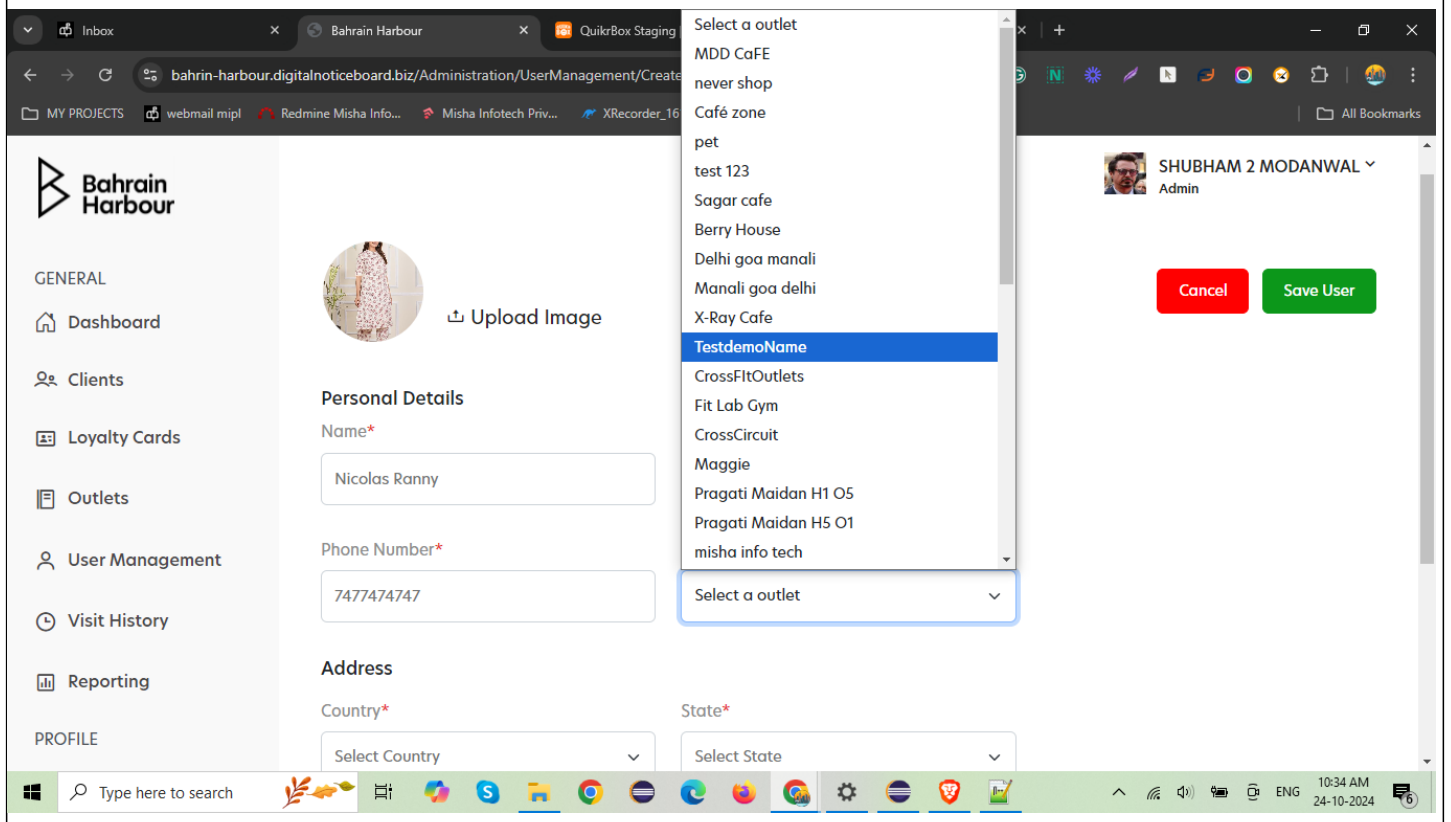 Inbox
Bahrain Harbour
QuikrBox Staging
bahrin-harbour.digitalnoticeboard.biz/Administration/UserManagement/Create
MY PROJECTS
webmail mipl
Redmine Misha Info...
Misha Infotech Priv...
XRecorder_16
All Bookmarks
Select a outlet
MDD CaFE
never shop
Café zone
pet
test 123
Sagar cafe
Berry House
Delhi goa manali
Manali goa delhi
X-Ray Cafe
TestdemoName
CrossFItOutlets
Fit Lab Gym
CrossCircuit
Maggie
Pragati Maidan H1 O5
Pragati Maidan H5 O1
misha info tech
Select a outlet
Bahrain
Harbour
SHUBHAM 2 MODANWAL
Admin
GENERAL
Dashboard
Clients
Loyalty Cards
Outlets
User Management
Visit History
Reporting
PROFILE
Upload Image
Cancel
Save User
Personal Details
Name*
Nicolas Ranny
Phone Number*
7477474747
Address
Country*
State*
Select Country
Select State
Type here to search
ENG
10:34 AM
24-10-2024
6